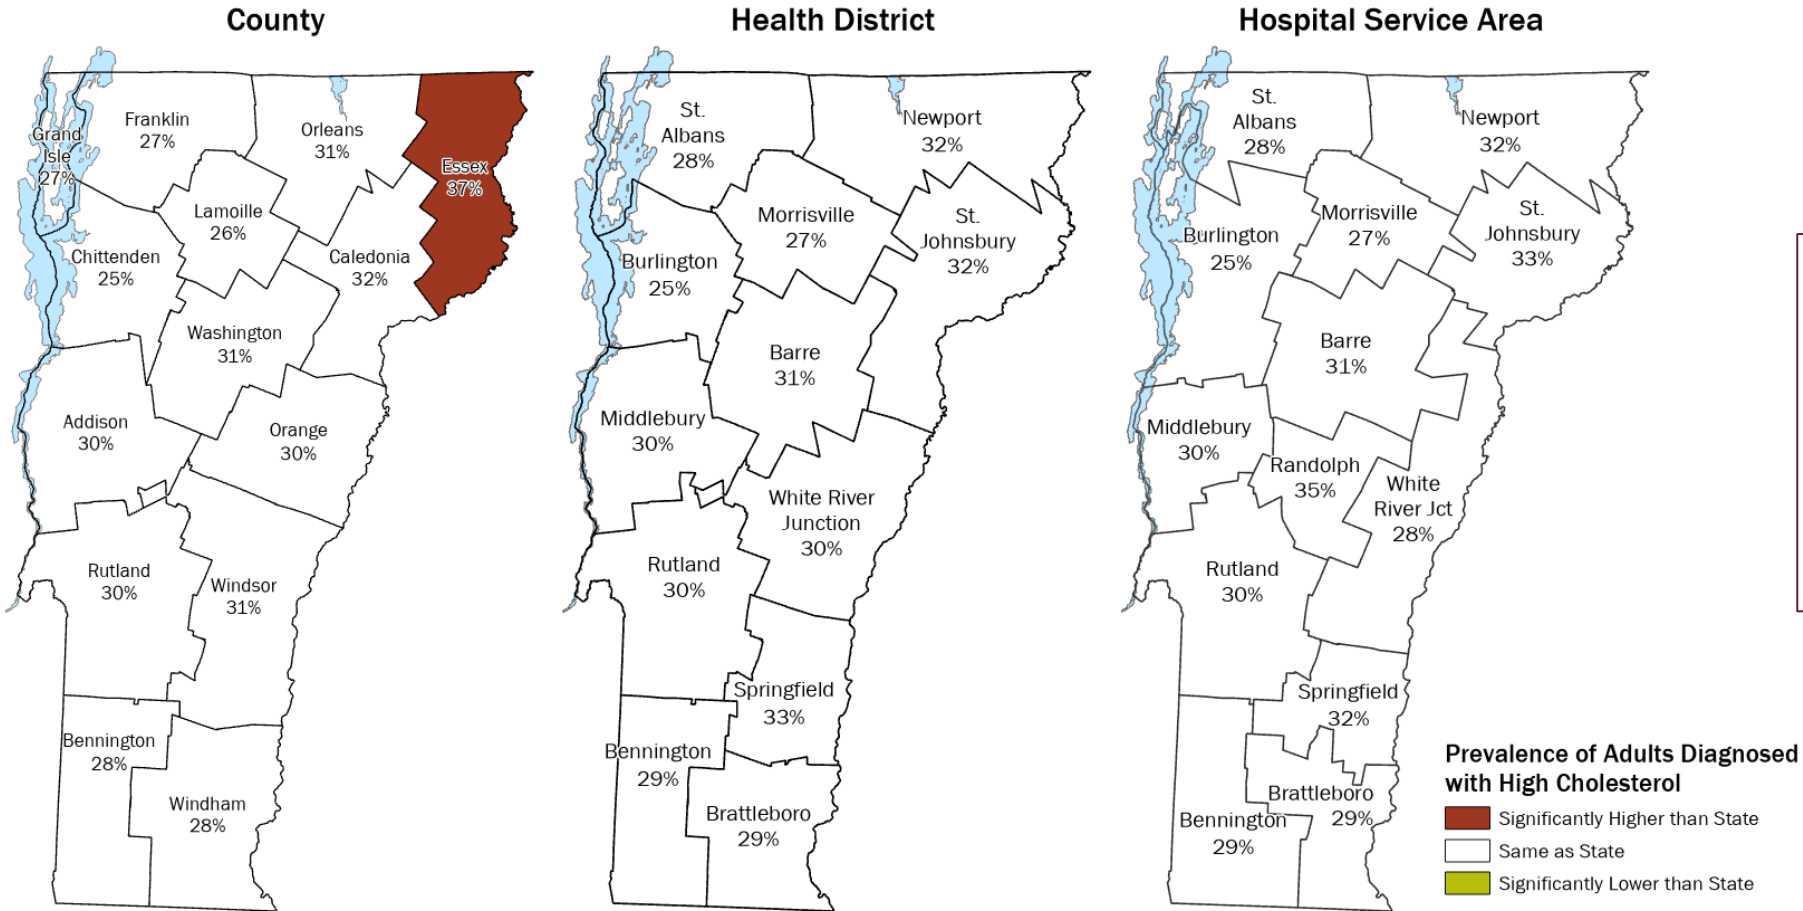 County
Franklin
27%
Grand
Isle
27%
Orleans
31%
Essex
37%
Lamoille
26%
Chittenden
25%
Caledonia
32%
Washington
31%
Addison
30%
Orange
30%
Rutland
30%
Windsor
31%
Bennington
28%
Windham
28%
Health District
St.
Albans
28%
Newport
32%
Morrisville
27%
St.
Johnsbury
32%
Burlington
25%
Barre
31%
Middlebury
30%
White River
Junction
30%
Rutland
30%
Springfield
33%
Bennington
29%
Brattleboro
29%
Hospital Service Area
St.
Albans
28%
Newport
32%
Morrisville
27%
St.
Johnsbury
33%
Burlington
25%
Barre
31%
Middlebury
30%
Randolph
35%
White
River Jct
28%
Rutland
30%
Springfield
32%
Brattleboro
29%
Bennington
29%
Prevalence of Adults Diagnosed
with High Cholesterol
Significantly Higher than State
Same as State
Significantly Lower than State